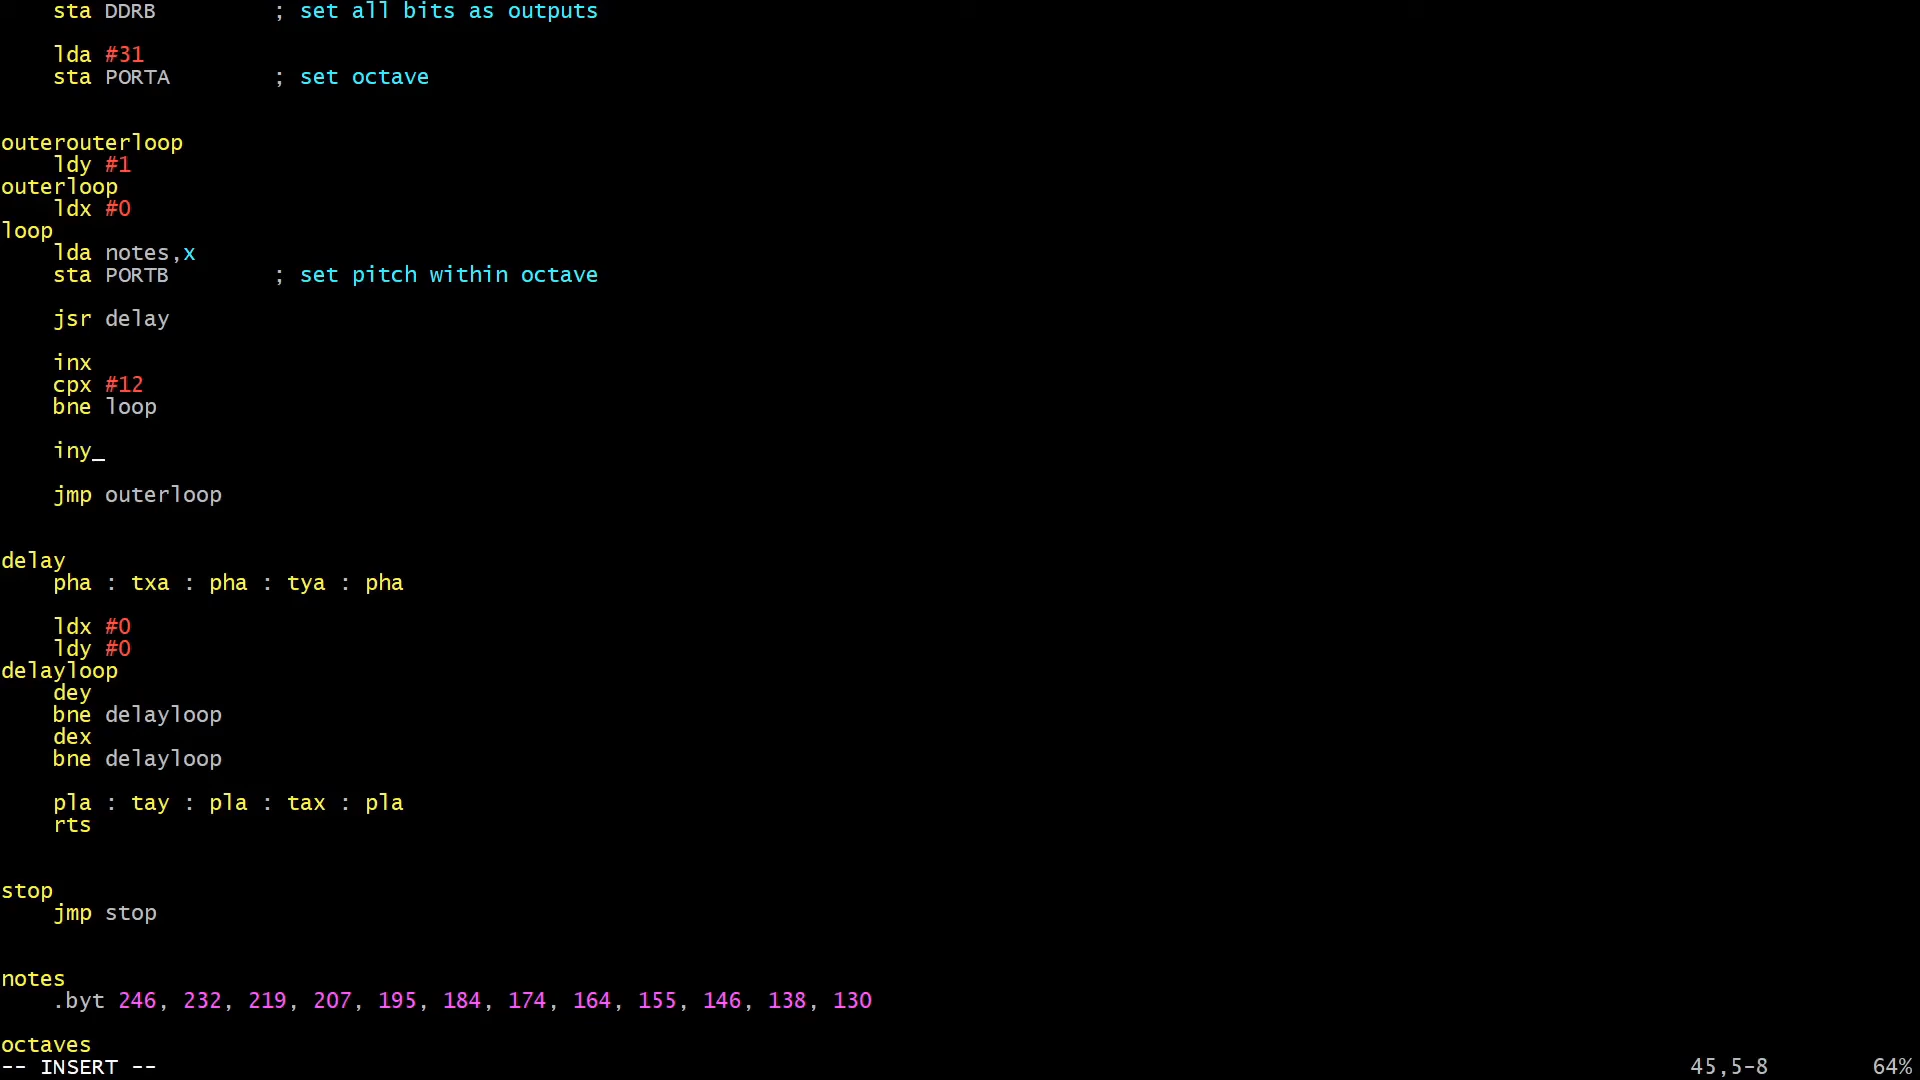 sta DDRB         ; set all bits as outputs
    lda #31
    sta PORTA        ; set octave
outerouterloop
    ldy #1
outerloop
    ldx #0
loop
    lda notes,x
    sta PORTB        ; set pitch within octave
    jsr delay
    inx
    cpx #12
    bne loop
    iny_
    jmp outerloop
delay
    pha : txa : pha : tya : pha
    ldx #0
    ldy #0
delayloop
    dey
    bne delayloop
    dex
    bne delayloop
    pla : tay : pla : tax : pla
    rts
stop
    jmp stop
notes
    .byt 246, 232, 219, 207, 195, 184, 174, 164, 155, 146, 138, 130
octaves
-- INSERT -- 45,5-8 64%